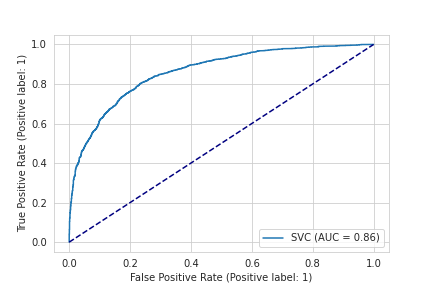 1.0
0.8
0.6
0.4
0.2
0.0
True Positive Rate (Positive label: 1)
SVC (AUC = 0.86)
0.0 0.2 0.4 0.6 0.8 1.0
False Positive Rate (Positive label: 1)